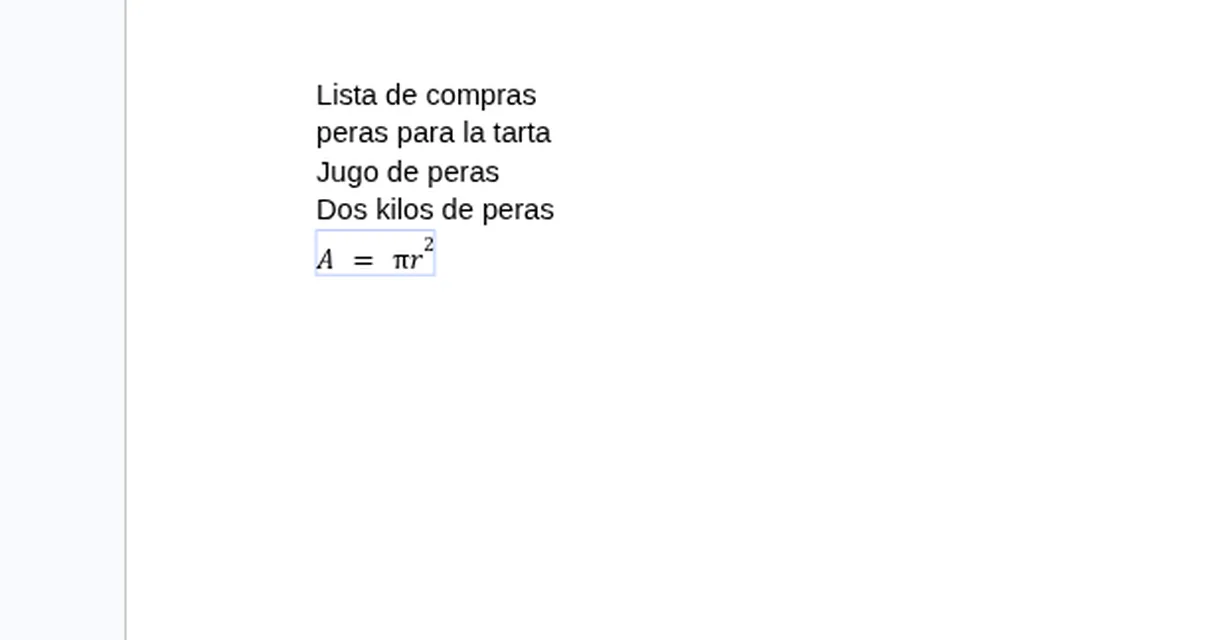 Lista de compras
peras para la tarta
Jugo de peras
Dos kilos de peras
A = πr²